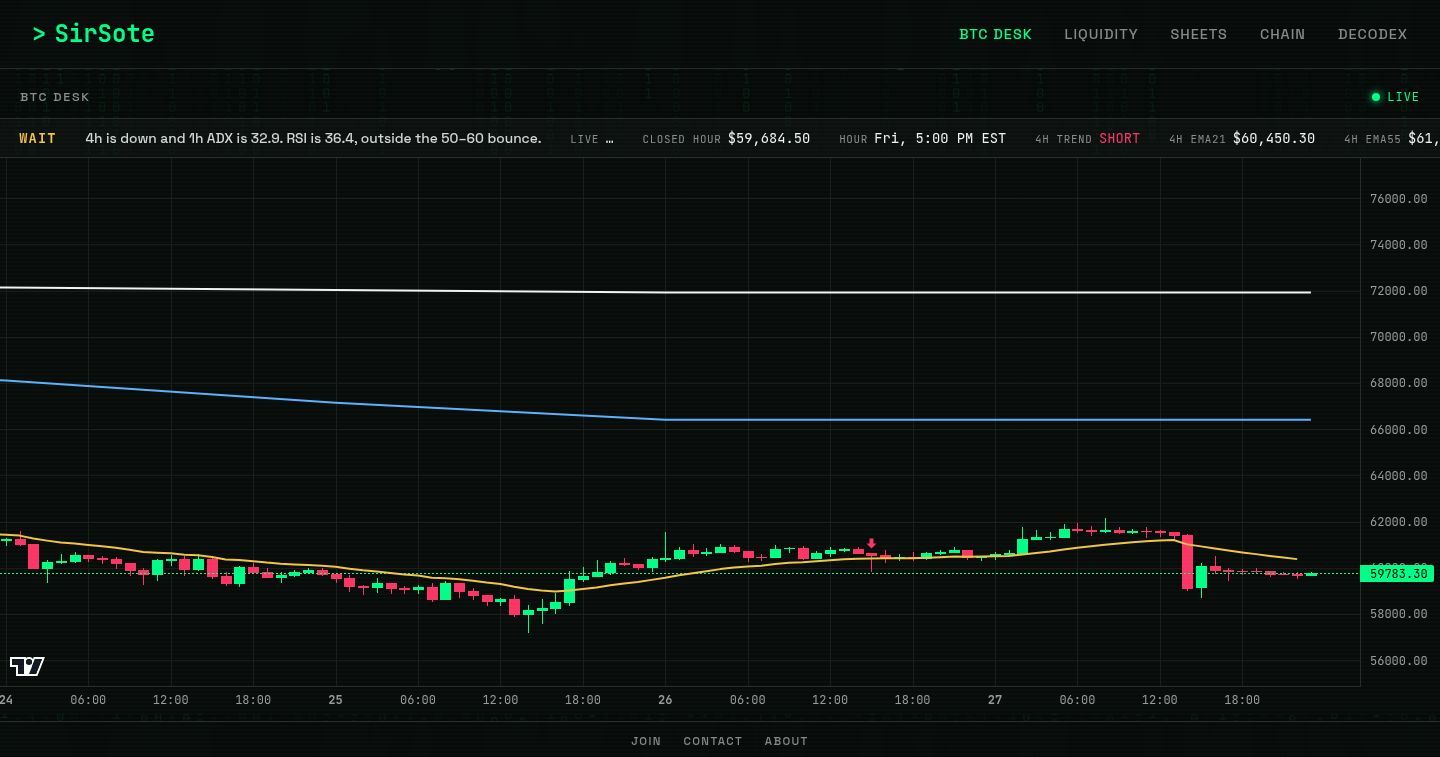 > SirSote
BTC DESK LIQUIDITY SHEETS CHAIN DECODEX
BTC DESK
LIVE
WAIT 4h is down and 1h ADX is 32.9. RSI is 36.4, outside the 50–60 bounce. LIVE … CLOSED HOUR $59,684.50 HOUR Fri, 5:00 PM EST 4H TREND SHORT 4H EMA21 $60,450.30 4H EMA55 $61,
76000.00
74000.00
72000.00
70000.00
68000.00
66000.00
64000.00
62000.00
59783.30
58000.00
56000.00
24 06:00 12:00 18:00 25 06:00 12:00 18:00 26 06:00 12:00 18:00 27 06:00 12:00 18:00
JOIN CONTACT ABOUT